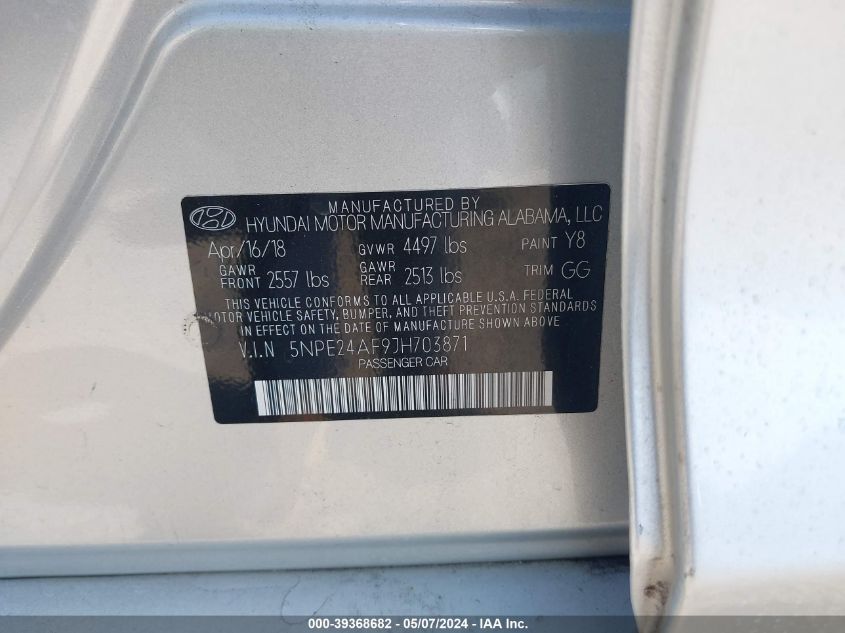 MANUFACTURED BY
HYUNDAI MOTOR MANUFACTURING ALABAMA, LLC
Apr/16/18 GVWR 4497 lbs PAINT Y8
GAWR FRONT 2557 lbs GAWR REAR 2513 lbs TRIM GG
THIS VEHICLE CONFORMS TO ALL APPLICABLE U.S.A. FEDERAL
MOTOR VEHICLE SAFETY, BUMPER, AND THEFT PREVENTION STANDARDS
IN EFFECT ON THE DATE OF MANUFACTURE SHOWN ABOVE
V.I.N 5NPE24AF9JH703871
PASSENGER CAR
000-39368682 - 05/07/2024 - IAA Inc.